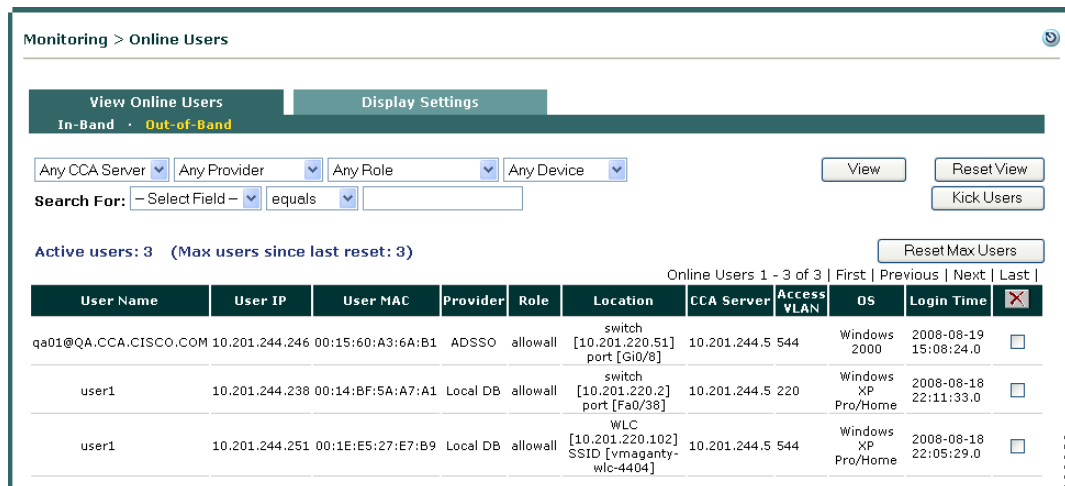 Monitoring > Online Users
View Online Users
Display Settings
In-Band · Out-of-Band
Any CCA Server Any Provider Any Role Any Device View Reset View
Search For: – Select Field – equals Kick Users
Active users: 3 (Max users since last reset: 3) Reset Max Users
Online Users 1 - 3 of 3 | First | Previous | Next | Last |
User Name User IP User MAC Provider Role Location CCA Server Access VLAN OS Login Time
switch
qa01@QA.CCA.CISCO.COM 10.201.244.246 00:15:60:A3:6A:B1 ADSSO allowall [10.201.220.51] 10.201.244.5 544 Windows 2000 2008-08-19 15:08:24.0
port [Gi0/8]
switch
user1 10.201.244.238 00:14:BF:5A:A7:A1 Local DB allowall [10.201.220.2] 10.201.244.5 220 Windows XP Pro/Home 2008-08-18 22:11:33.0
port [Fa0/38]
WLC
user1 10.201.244.251 00:1E:E5:27:E7:B9 Local DB allowall [10.201.220.102] 10.201.244.5 544 Windows XP Pro/Home 2008-08-18 22:05:29.0
SSID [vmaganty-
wlc-4404]